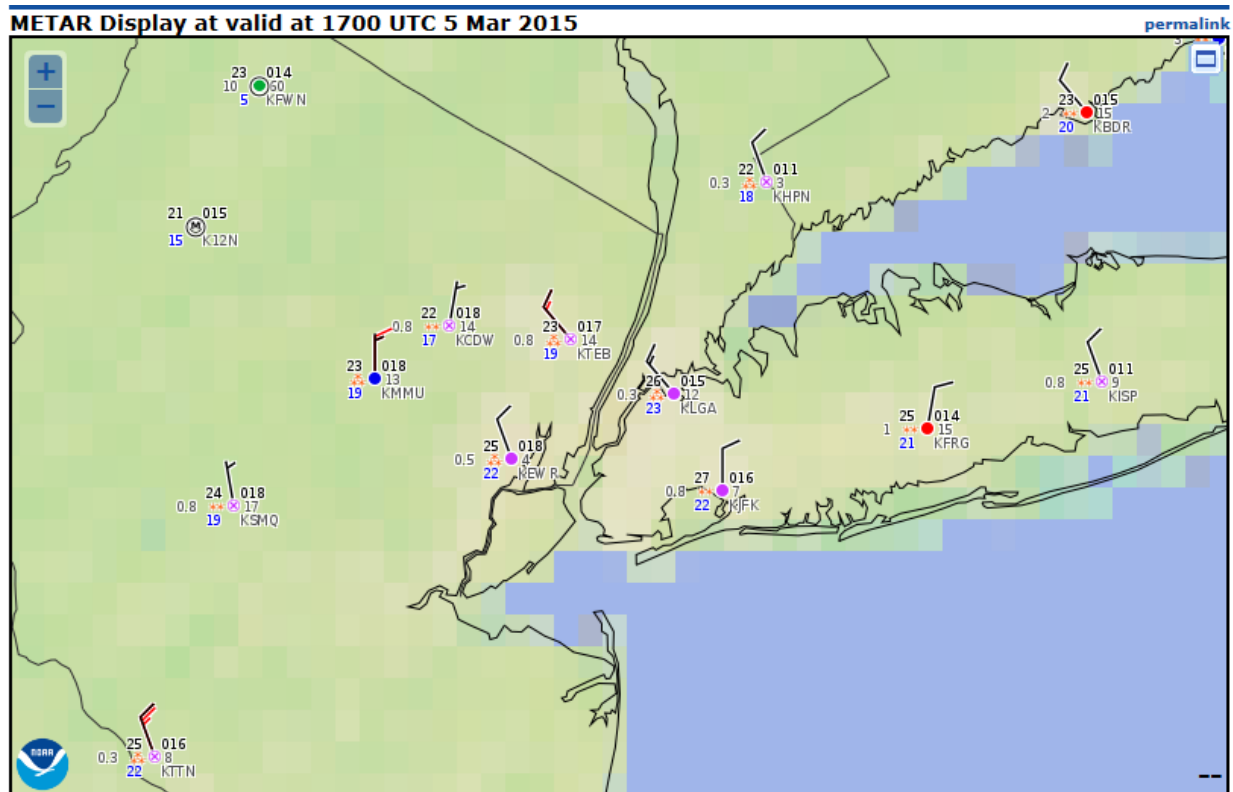 METAR Display at valid at 1700 UTC 5 Mar 2015
permalink
+
−
23 014
10 60
5 KFWN
3
23 015
2 15
20 KBDR
22 011
0.3 3
18 KHPN
21 015
M
15 K12N
22 018
0.8 14
17 KCDW
23 017
0.8 14
19 KTEB
23 018
13
19 KMMU
26 015
0.3 12
23 KLGA
25 011
0.8 9
21 KISP
25 014
1 15
21 KFRG
25 018
0.5 4
22 KEWR
27 016
0.8 7
22 KJFK
24 018
0.8 17
19 KSMQ
25 016
0.3 8
22 KTTN
NOAA
--